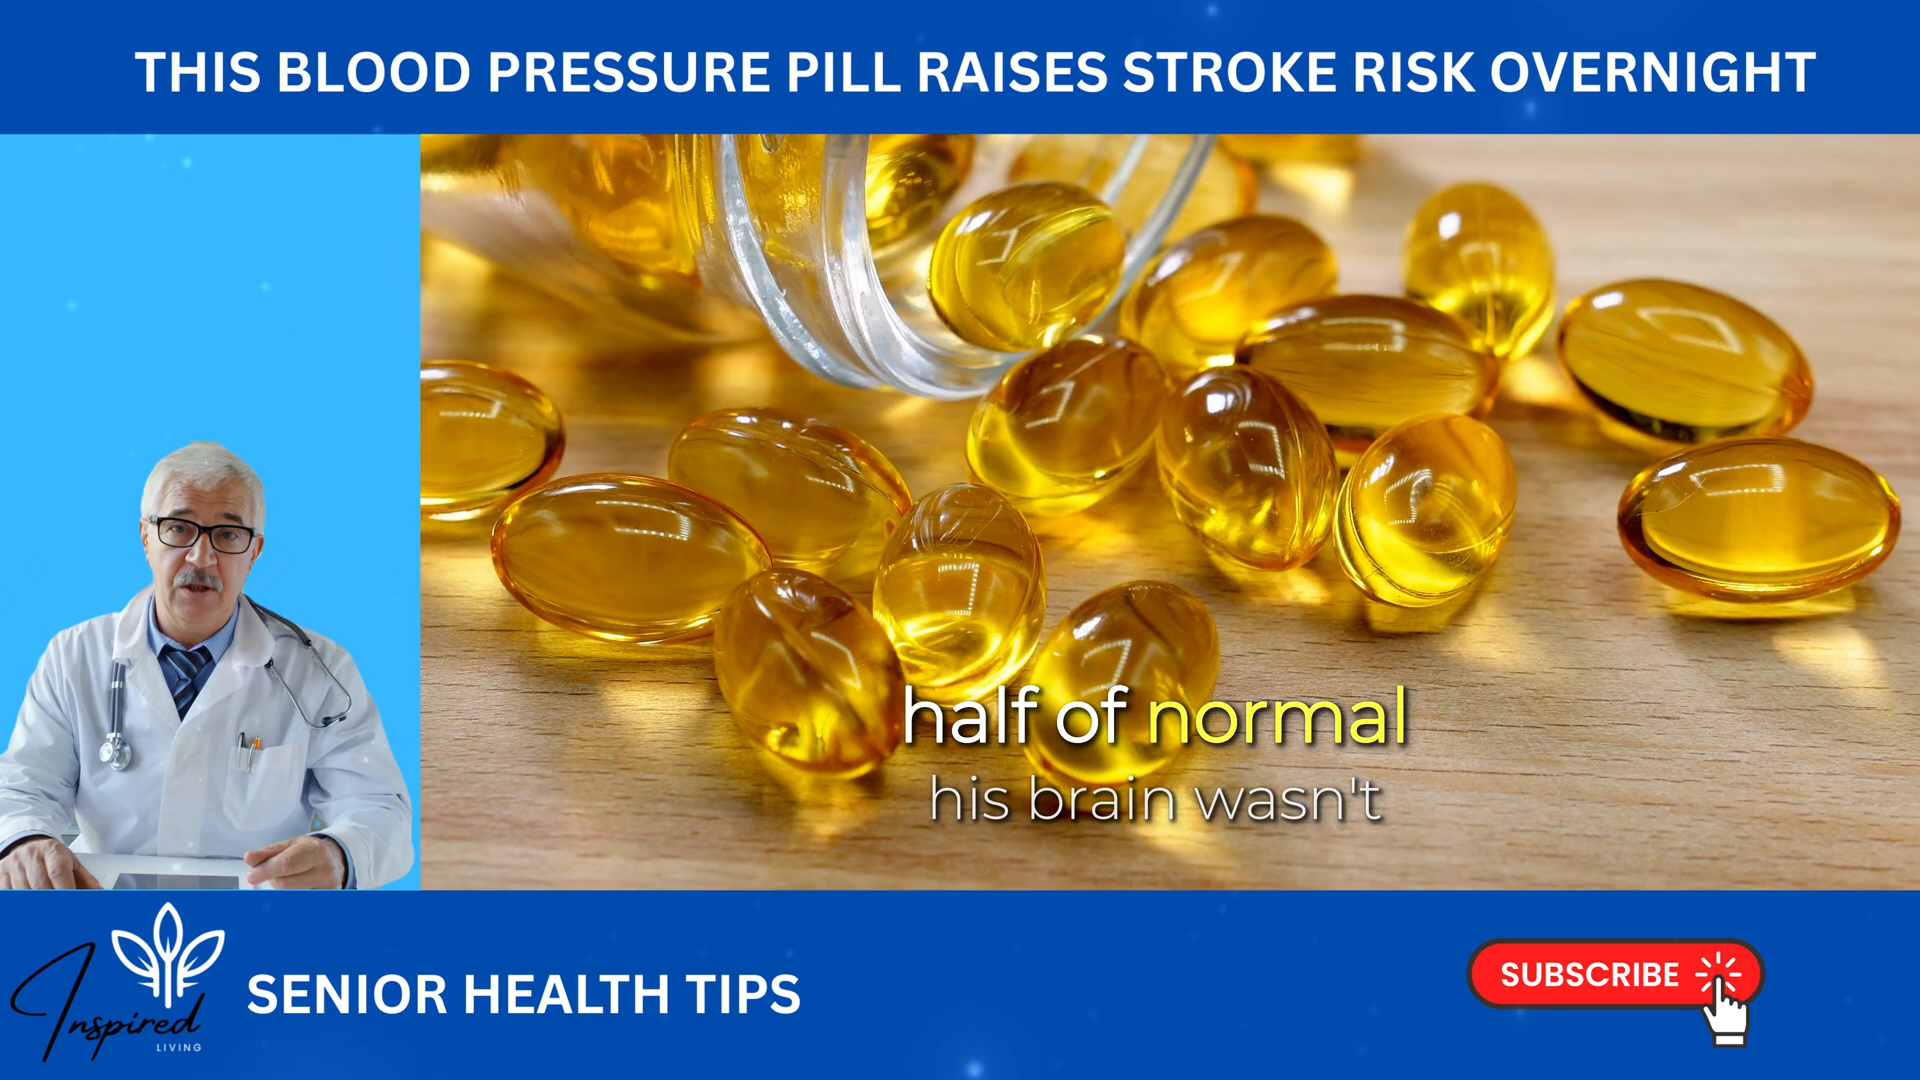 THIS BLOOD PRESSURE PILL RAISES STROKE RISK OVERNIGHT
half of normal
his brain wasn't
Inspired
LIVING
SENIOR HEALTH TIPS
SUBSCRIBE